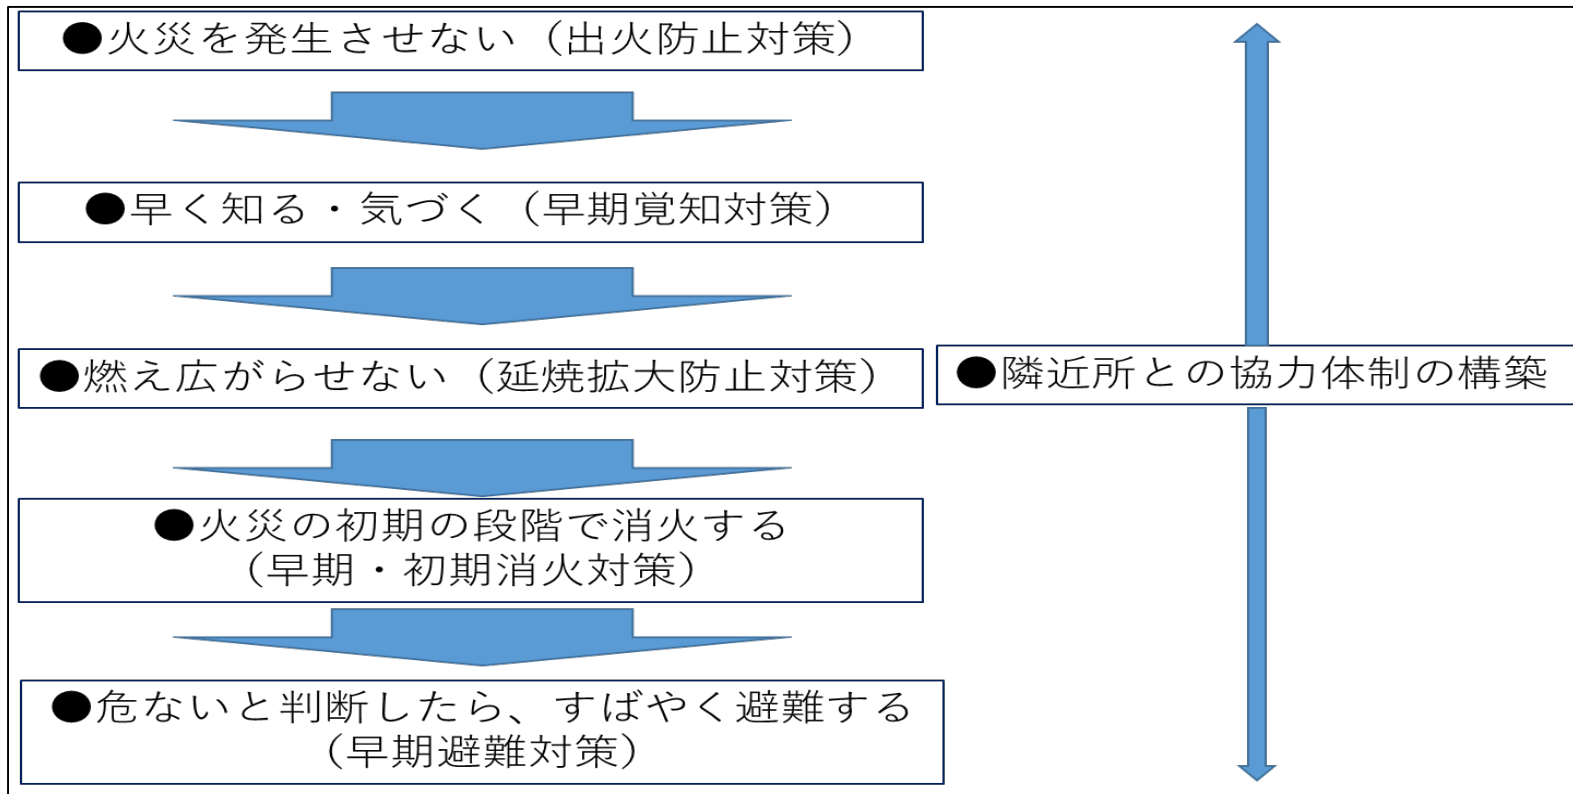 ●火災を発生させない（出火防止対策）
●早く知る・気づく（早期覚知対策）
●燃え広がらせない（延焼拡大防止対策）
●隣近所との協力体制の構築
●火災の初期の段階で消火する
（早期・初期消火対策）
●危ないと判断したら、すばやく避難する
（早期避難対策）